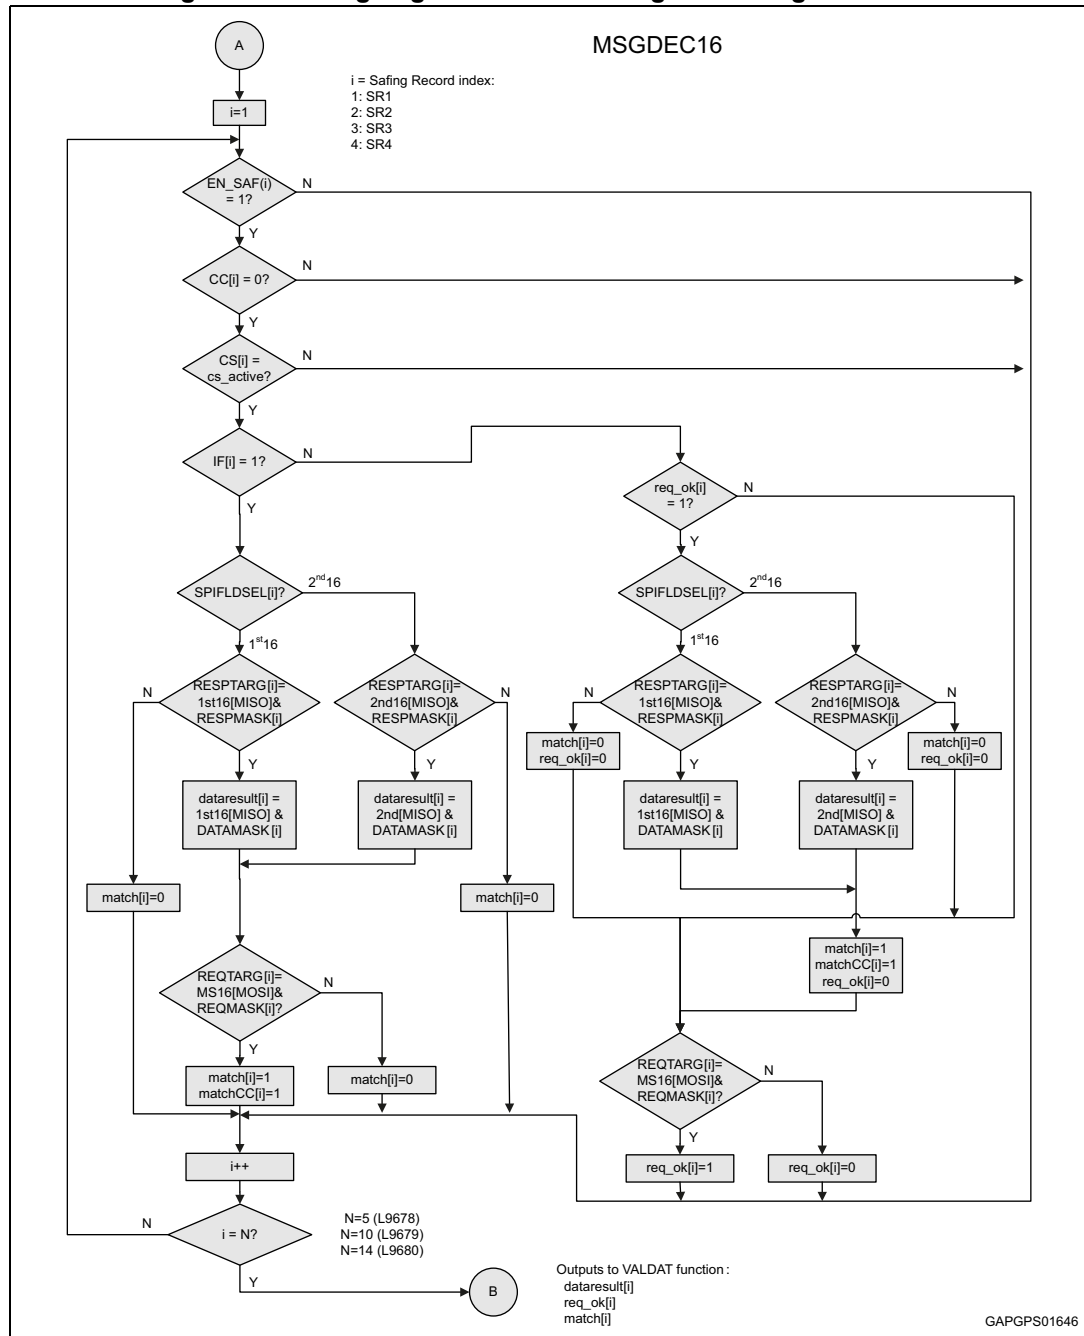 A
MSGDEC16
i = Safing Record index:
1: SR1
2: SR2
3: SR3
4: SR4
i=1
EN_SAF(i)
= 1?
N
Y
CC[i] = 0?
N
Y
CS[i] =
cs_active?
N
Y
IF[i] = 1?
N
Y
req_ok[i]
= 1?
N
Y
SPIFLDSEL[i]?
2nd16
1st16
SPIFLDSEL[i]?
2nd16
1st16
RESPTARG[i]=
1st16[MISO]&
RESPMASK[i]
N
Y
RESPTARG[i]=
2nd16[MISO]&
RESPMASK[i]
N
Y
RESPTARG[i]=
1st16[MISO]&
RESPMASK[i]
N
Y
RESPTARG[i]=
2nd16[MISO]&
RESPMASK[i]
N
Y
match[i]=0
req_ok[i]=0
match[i]=0
req_ok[i]=0
dataresult[i] =
1st16[MISO] &
DATAMASK[i]
dataresult[i] =
2nd[MISO] &
DATAMASK[i]
dataresult[i] =
1st16[MISO] &
DATAMASK[i]
dataresult[i] =
2nd[MISO] &
DATAMASK[i]
match[i]=0
match[i]=0
match[i]=1
matchCC[i]=1
req_ok[i]=0
REQTARG[i]=
MS16[MOSI]&
REQMASK[i]?
N
Y
match[i]=1
matchCC[i]=1
match[i]=0
REQTARG[i]=
MS16[MOSI]&
REQMASK[i]?
N
Y
req_ok[i]=1
req_ok[i]=0
i++
i = N?
N
Y
N=5 (L9678)
N=10 (L9679)
N=14 (L9680)
B
Outputs to VALDAT function :
dataresult[i]
req_ok[i]
match[i]
GAPGPS01646